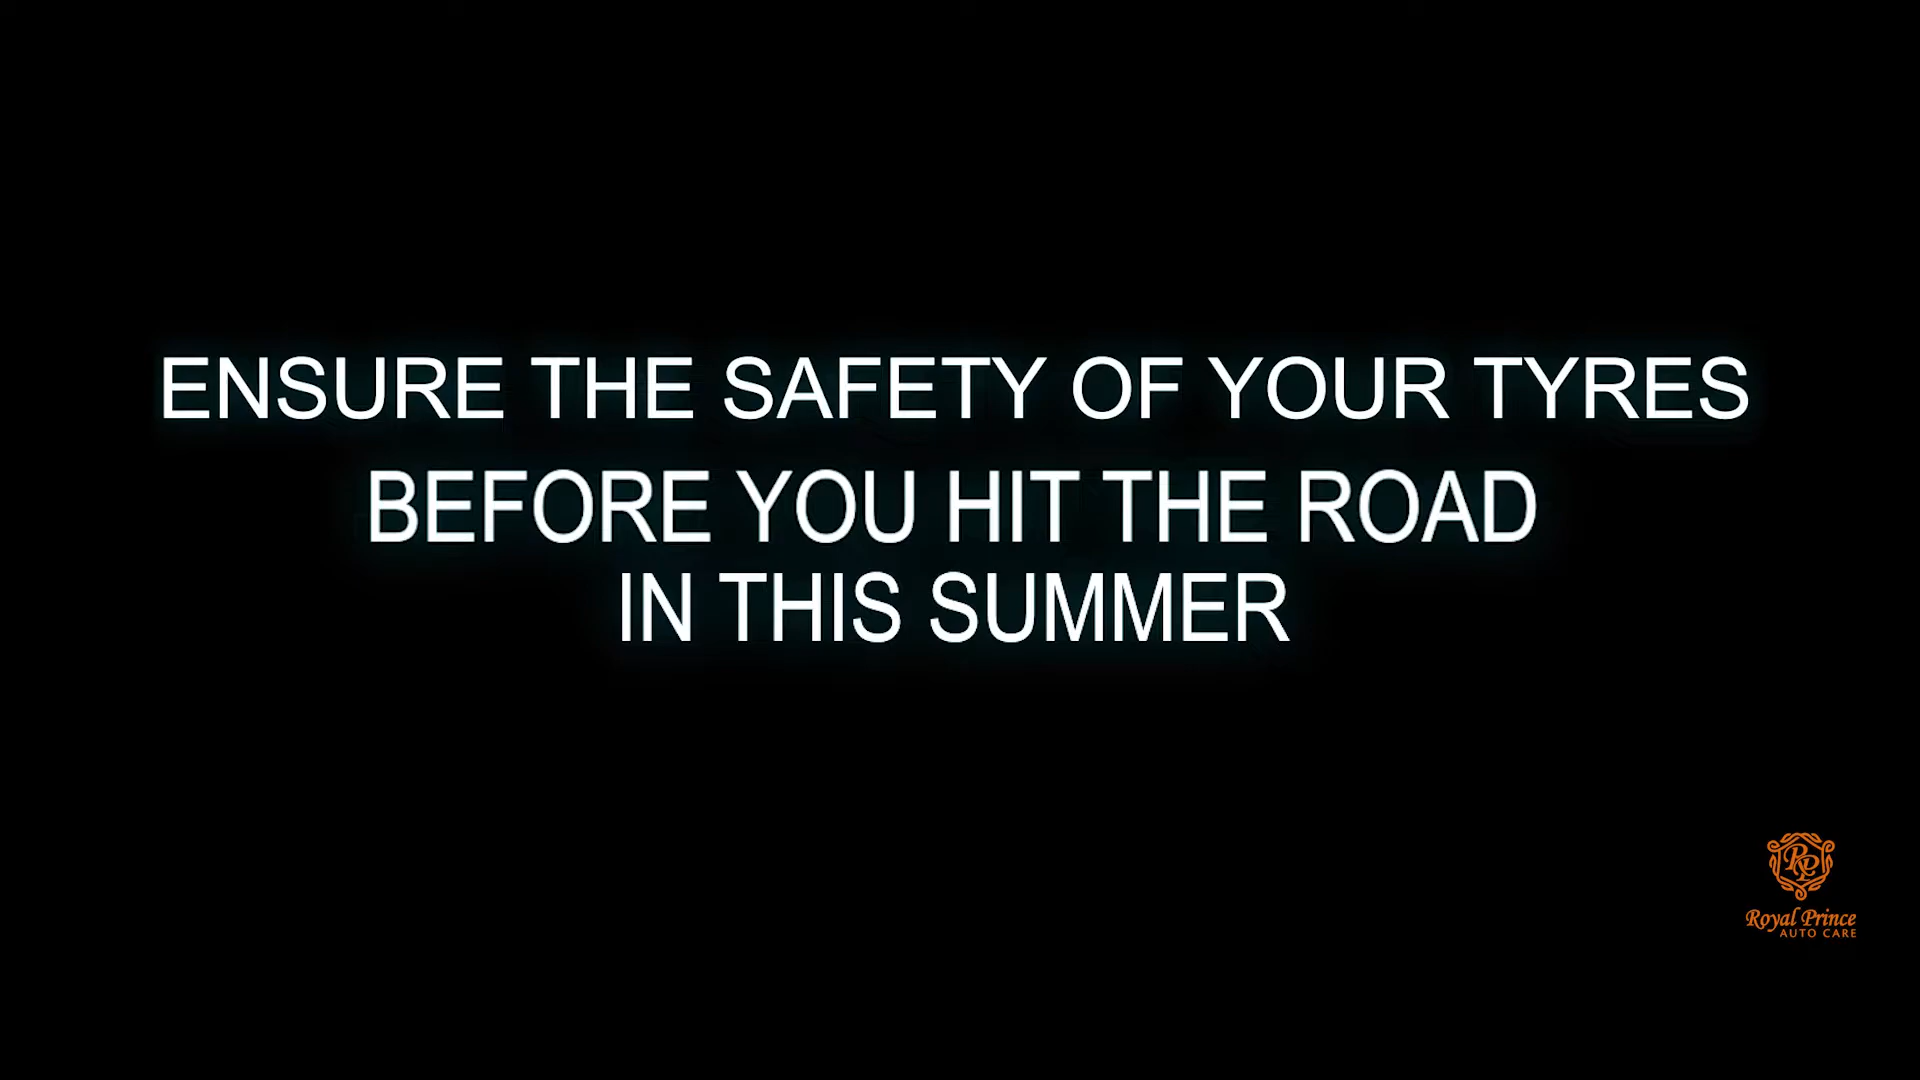 ENSURE THE SAFETY OF YOUR TYRES
BEFORE YOU HIT THE ROAD
IN THIS SUMMER
RP
Royal Prince
AUTO CARE